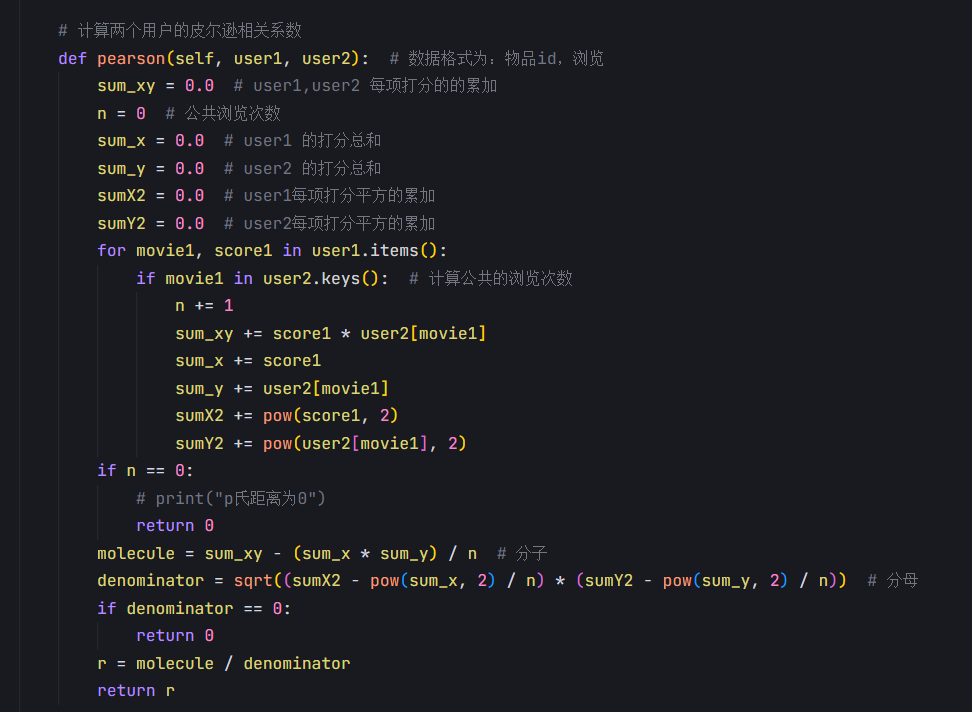 # 计算两个用户的皮尔逊相关系数
def pearson(self, user1, user2):  # 数据格式为：物品id，浏览
    sum_xy = 0.0  # user1,user2 每项打分的的累加
    n = 0  # 公共浏览次数
    sum_x = 0.0  # user1 的打分总和
    sum_y = 0.0  # user2 的打分总和
    sumX2 = 0.0  # user1每项打分平方的累加
    sumY2 = 0.0  # user2每项打分平方的累加
    for movie1, score1 in user1.items():
        if movie1 in user2.keys():  # 计算公共的浏览次数
            n += 1
            sum_xy += score1 * user2[movie1]
            sum_x += score1
            sum_y += user2[movie1]
            sumX2 += pow(score1, 2)
            sumY2 += pow(user2[movie1], 2)
    if n == 0:
        # print("p氏距离为0")
        return 0
    molecule = sum_xy - (sum_x * sum_y) / n  # 分子
    denominator = sqrt((sumX2 - pow(sum_x, 2) / n) * (sumY2 - pow(sum_y, 2) / n))  # 分母
    if denominator == 0:
        return 0
    r = molecule / denominator
    return r